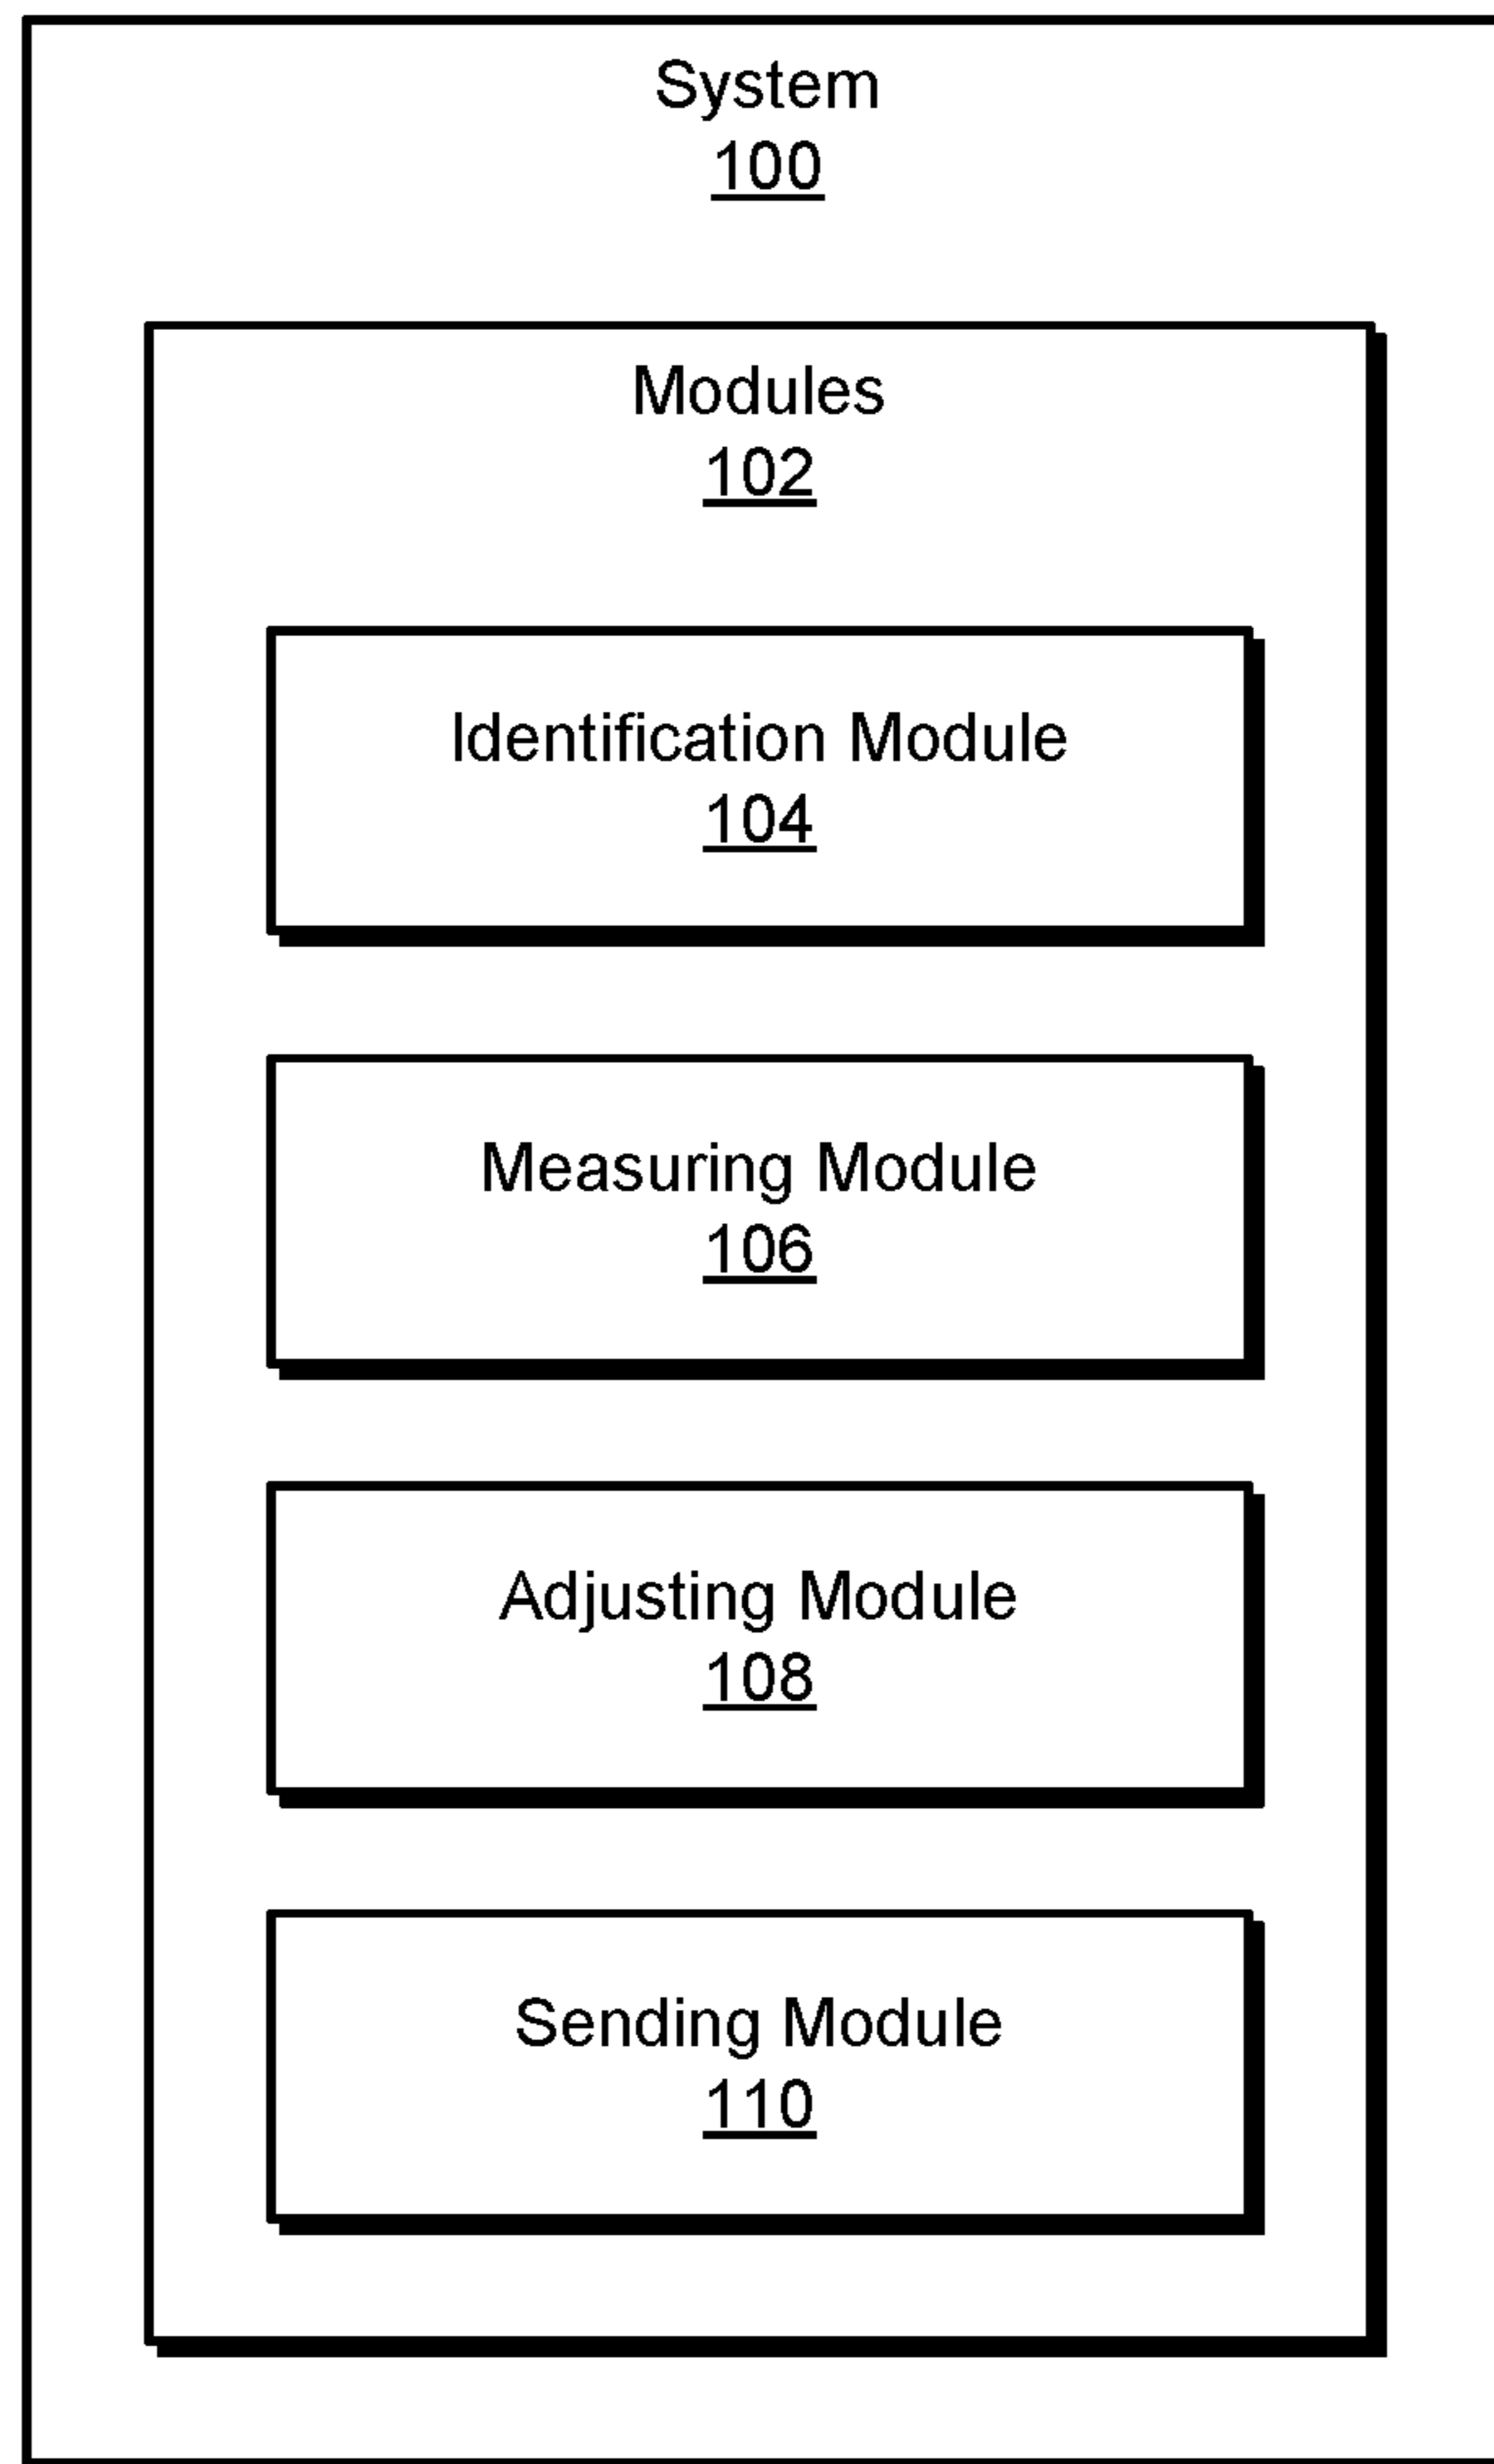 System
100
Modules
102
Identification Module
104
Measuring Module
106
Adjusting Module
108
Sending Module
110